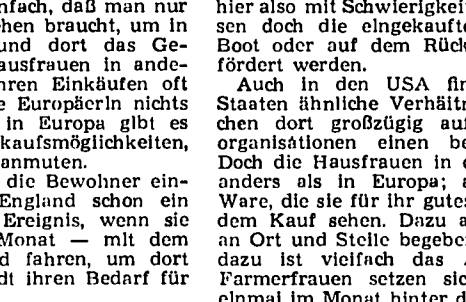 nfach, daß man nur
hen braucht, um in
und dort das Ge-
ausfrauen in ande-
hren Einkäufen oft
e Europäerin nichts
in Europa gibt es
kaufsmöglichkeiten,
anmuten.
die Bewohner ein-
England schon ein
Ereignis, wenn sie
Monat — mit dem
d fahren, um dort
dt ihren Bedarf für
hier also mit Schwierigkei
sen doch die eingekauft
Boot oder auf dem Rück
fördert werden.
Auch in den USA fin
Staaten ähnliche Verhält
chen dort großzügig au
organisationen einen be
Doch die Hausfrauen in
anders als in Europa;
Ware, die sie für ihr gute
dem Kauf sehen. Dazu a
an Ort und Stelle begebe
dazu ist vielfach das
Farmerfrauen setzen sic
einmal im Monat hinter d